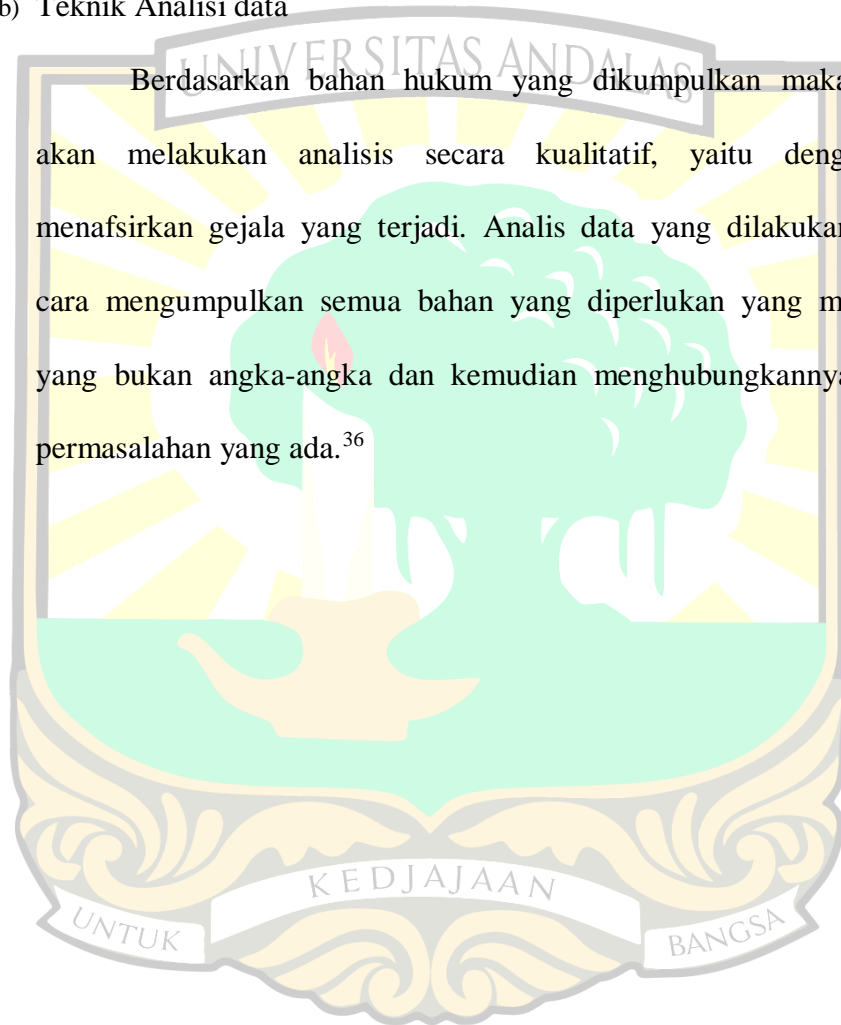 b) Teknik Analisi data
UNIVERSITAS ANDALAS
Berdasarkan bahan hukum yang dikumpulkan maka
akan melakukan analisis secara kualitatif, yaitu deng
menafsirkan gejala yang terjadi. Analis data yang dilakukan
cara mengumpulkan semua bahan yang diperlukan yang m
yang bukan angka-angka dan kemudian menghubungkannya
permasalahan yang ada.36
KEDJAJAAN
UNTUK BANGSA